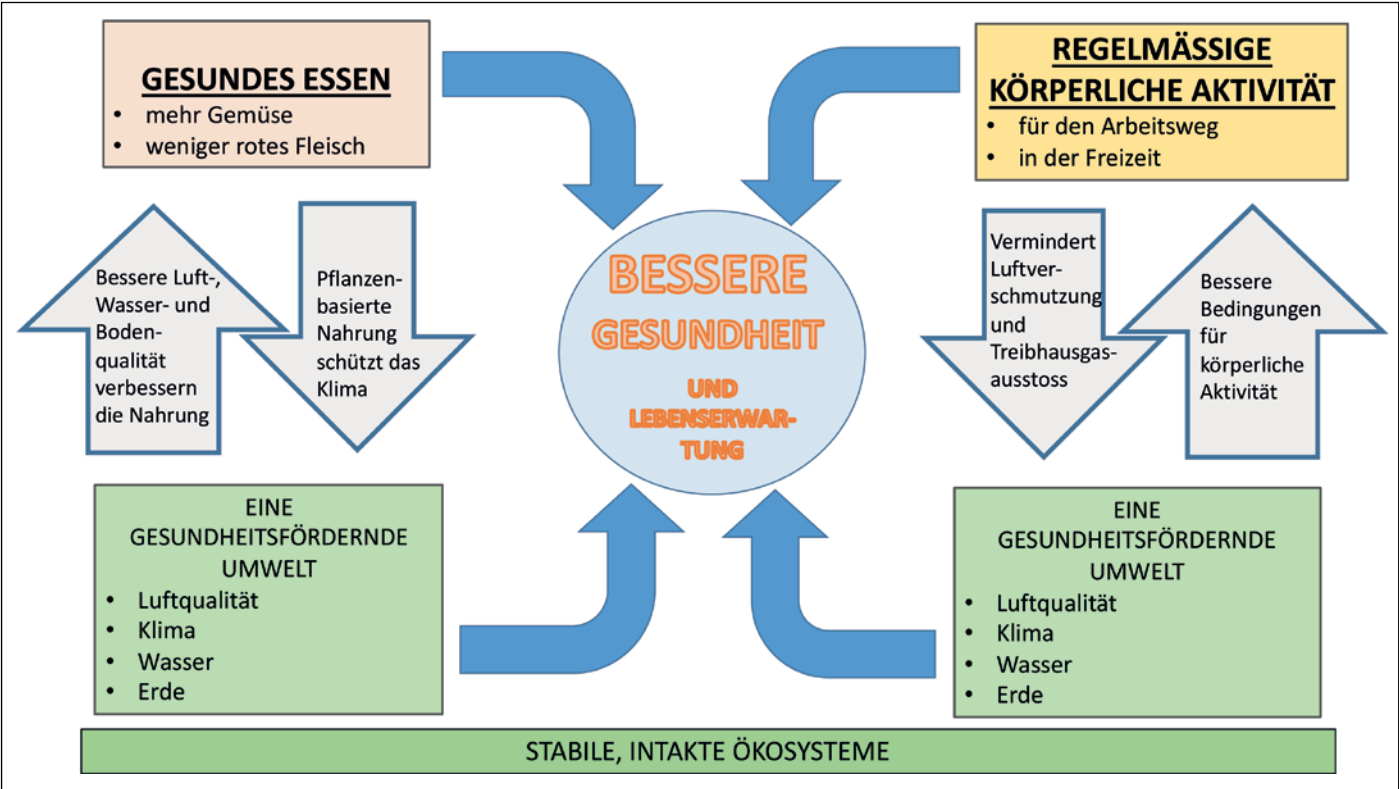 GESUNDES ESSEN
• mehr Gemüse
• weniger rotes Fleisch
REGELMÄSSIGE
KÖRPERLICHE AKTIVITÄT
• für den Arbeitsweg
• in der Freizeit
Bessere Luft-,
Wasser- und
Boden-
qualität
verbessern
die Nahrung
Pflanzen-
basierte
Nahrung
schützt das
Klima
BESSERE
GESUNDHEIT
UND
LEBENSERWAR-
TUNG
Vermindert
Luftver-
schmutzung
und
Treibhausgas-
ausstoss
Bessere
Bedingungen
für
körperliche
Aktivität
EINE
GESUNDHEITSFÖRDERNDE
UMWELT
• Luftqualität
• Klima
• Wasser
• Erde
EINE
GESUNDHEITSFÖRDERNDE
UMWELT
• Luftqualität
• Klima
• Wasser
• Erde
STABILE, INTAKTE ÖKOSYSTEME